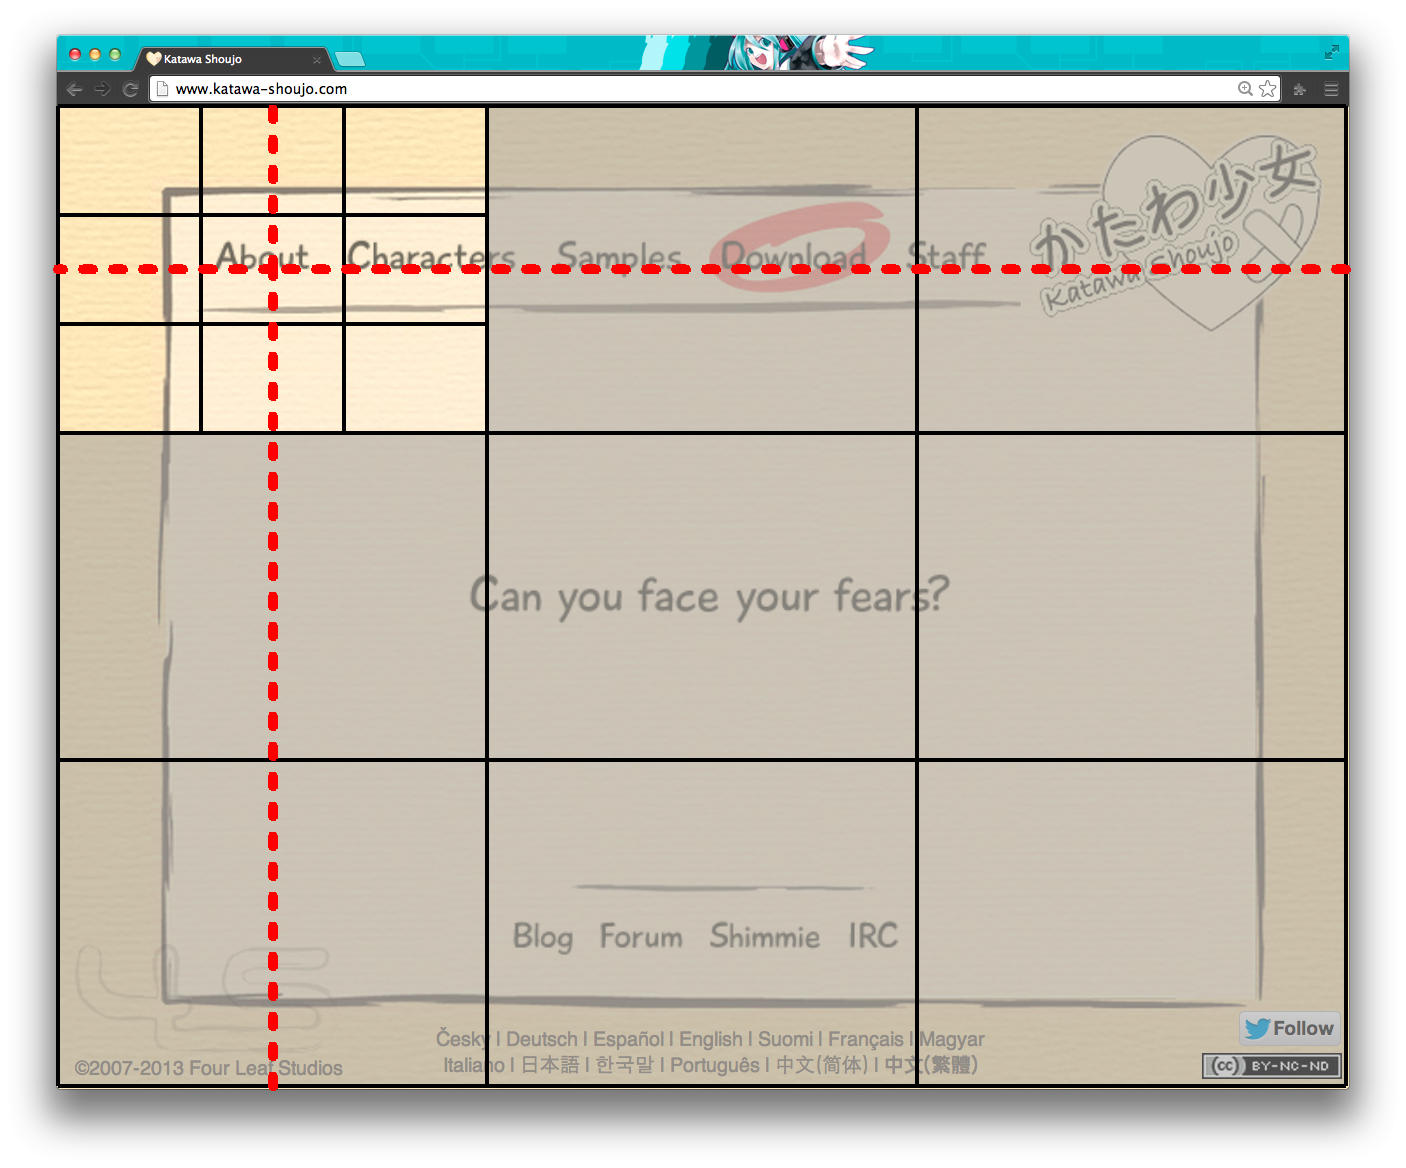 Katawa Shoujo
www.katawa-shoujo.com
かたわ少女
Katawa Shoujo
About Characters Samples Download Staff
Can you face your fears?
Blog Forum Shimmie IRC
4LS
Česky | Deutsch | Español | English | Suomi | Français | Magyar
Italiano | 日本語 | 한국말 | Português | 中文(简体) | 中文(繁體)
©2007-2013 Four Leaf Studios
Follow
cc BY-NC-ND